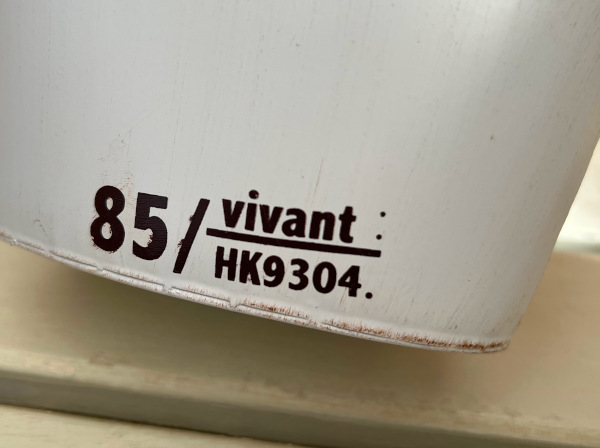 85/ vivant :
HK9304.